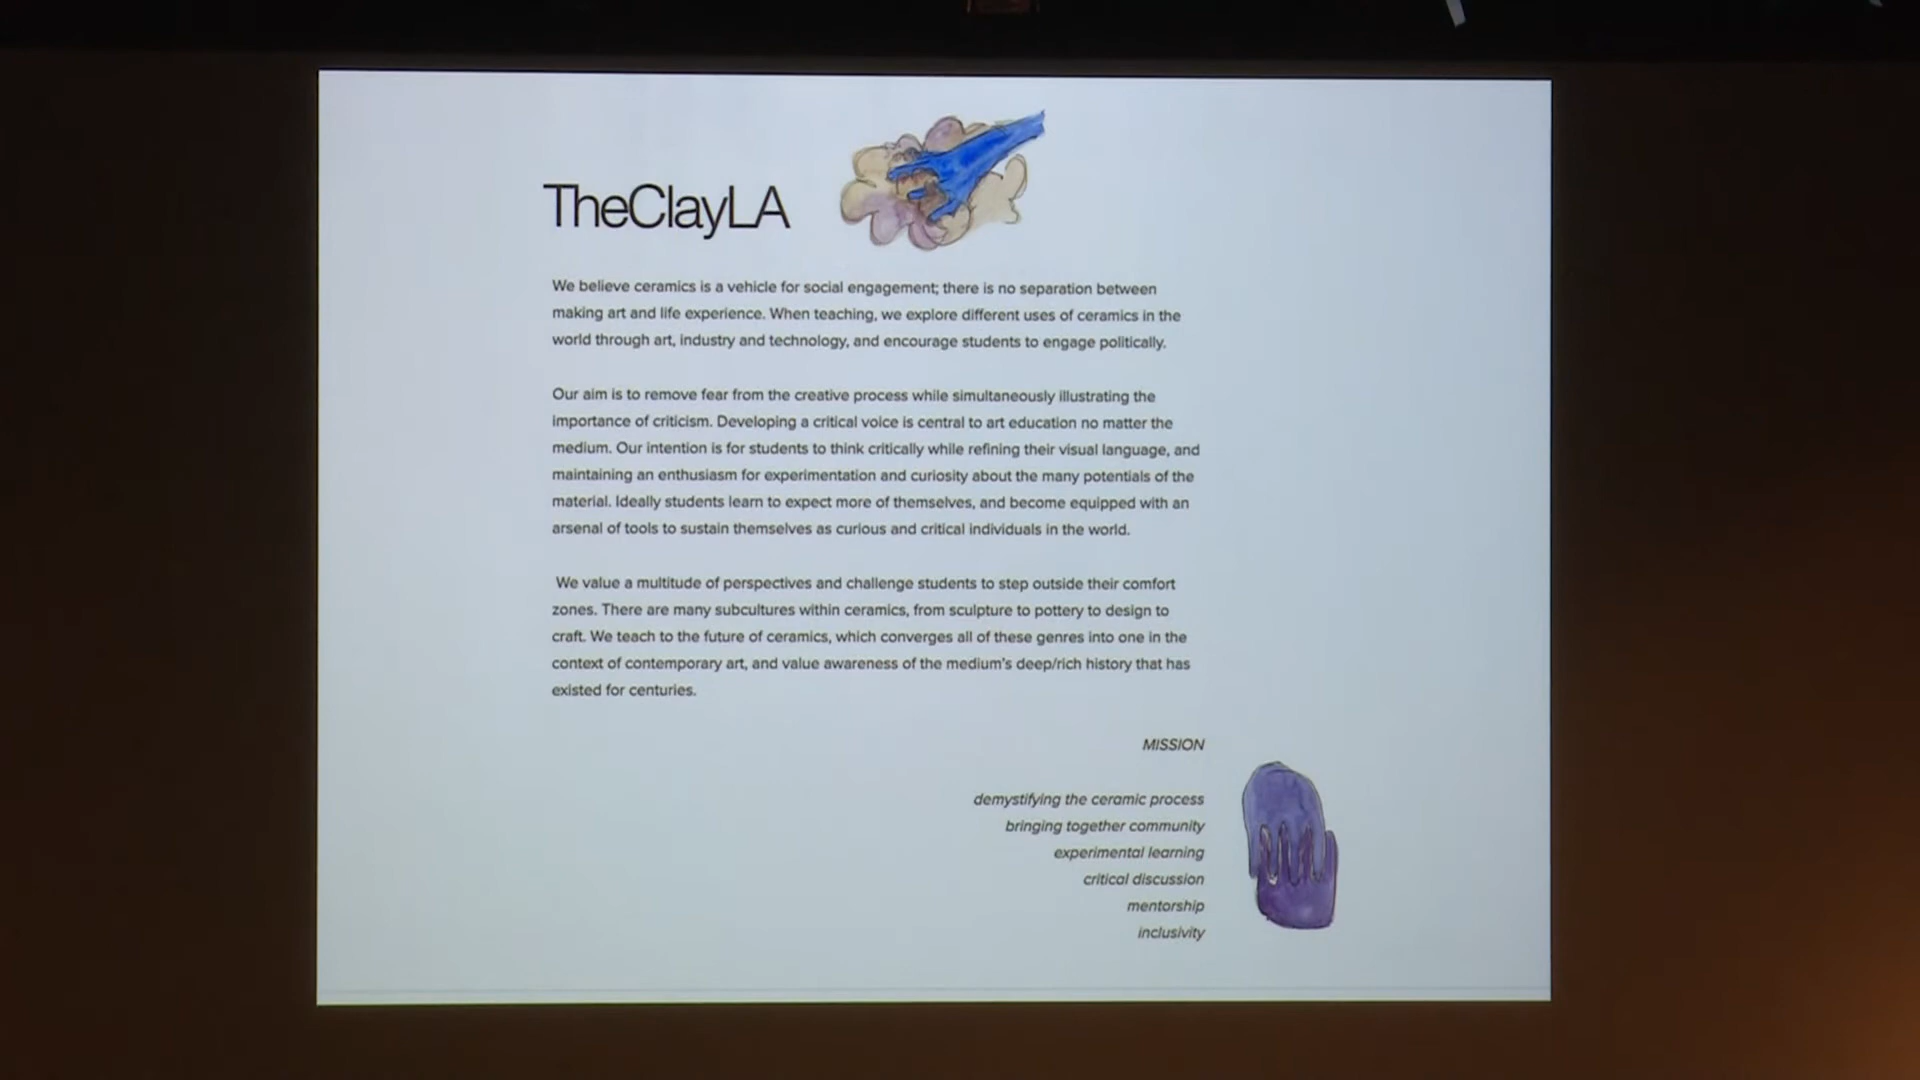 TheClayLA
We believe ceramics is a vehicle for social engagement; there is no separation between
making art and life experience. When teaching, we explore different uses of ceramics in the
world through art, industry and technology, and encourage students to engage politically.
Our aim is to remove fear from the creative process while simultaneously illustrating the
importance of criticism. Developing a critical voice is central to art education no matter the
medium. Our intention is for students to think critically while refining their visual language, and
maintaining an enthusiasm for experimentation and curiosity about the many potentials of the
material. Ideally students learn to expect more of themselves, and become equipped with an
arsenal of tools to sustain themselves as curious and critical individuals in the world.
We value a multitude of perspectives and challenge students to step outside their comfort
zones. There are many subcultures within ceramics, from sculpture to pottery to design to
craft. We teach to the future of ceramics, which converges all of these genres into one in the
context of contemporary art, and value awareness of the medium's deep/rich history that has
existed for centuries.
MISSION
demystifying the ceramic process
bringing together community
experimental learning
critical discussion
mentorship
inclusivity